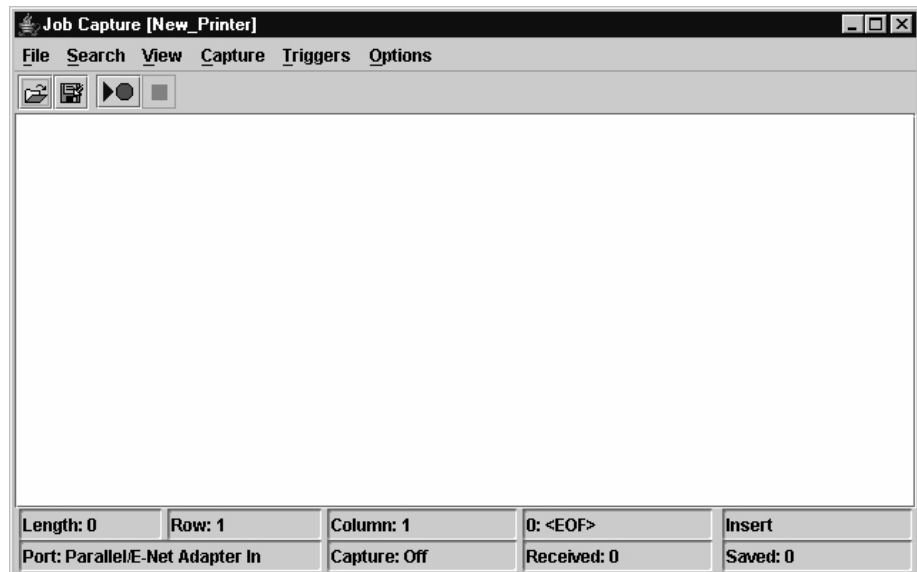 Job Capture [New_Printer]
File Search View Capture Triggers Options
Length: 0 Row: 1 Column: 1 0: <EOF> Insert
Port: Parallel/E-Net Adapter In Capture: Off Received: 0 Saved: 0